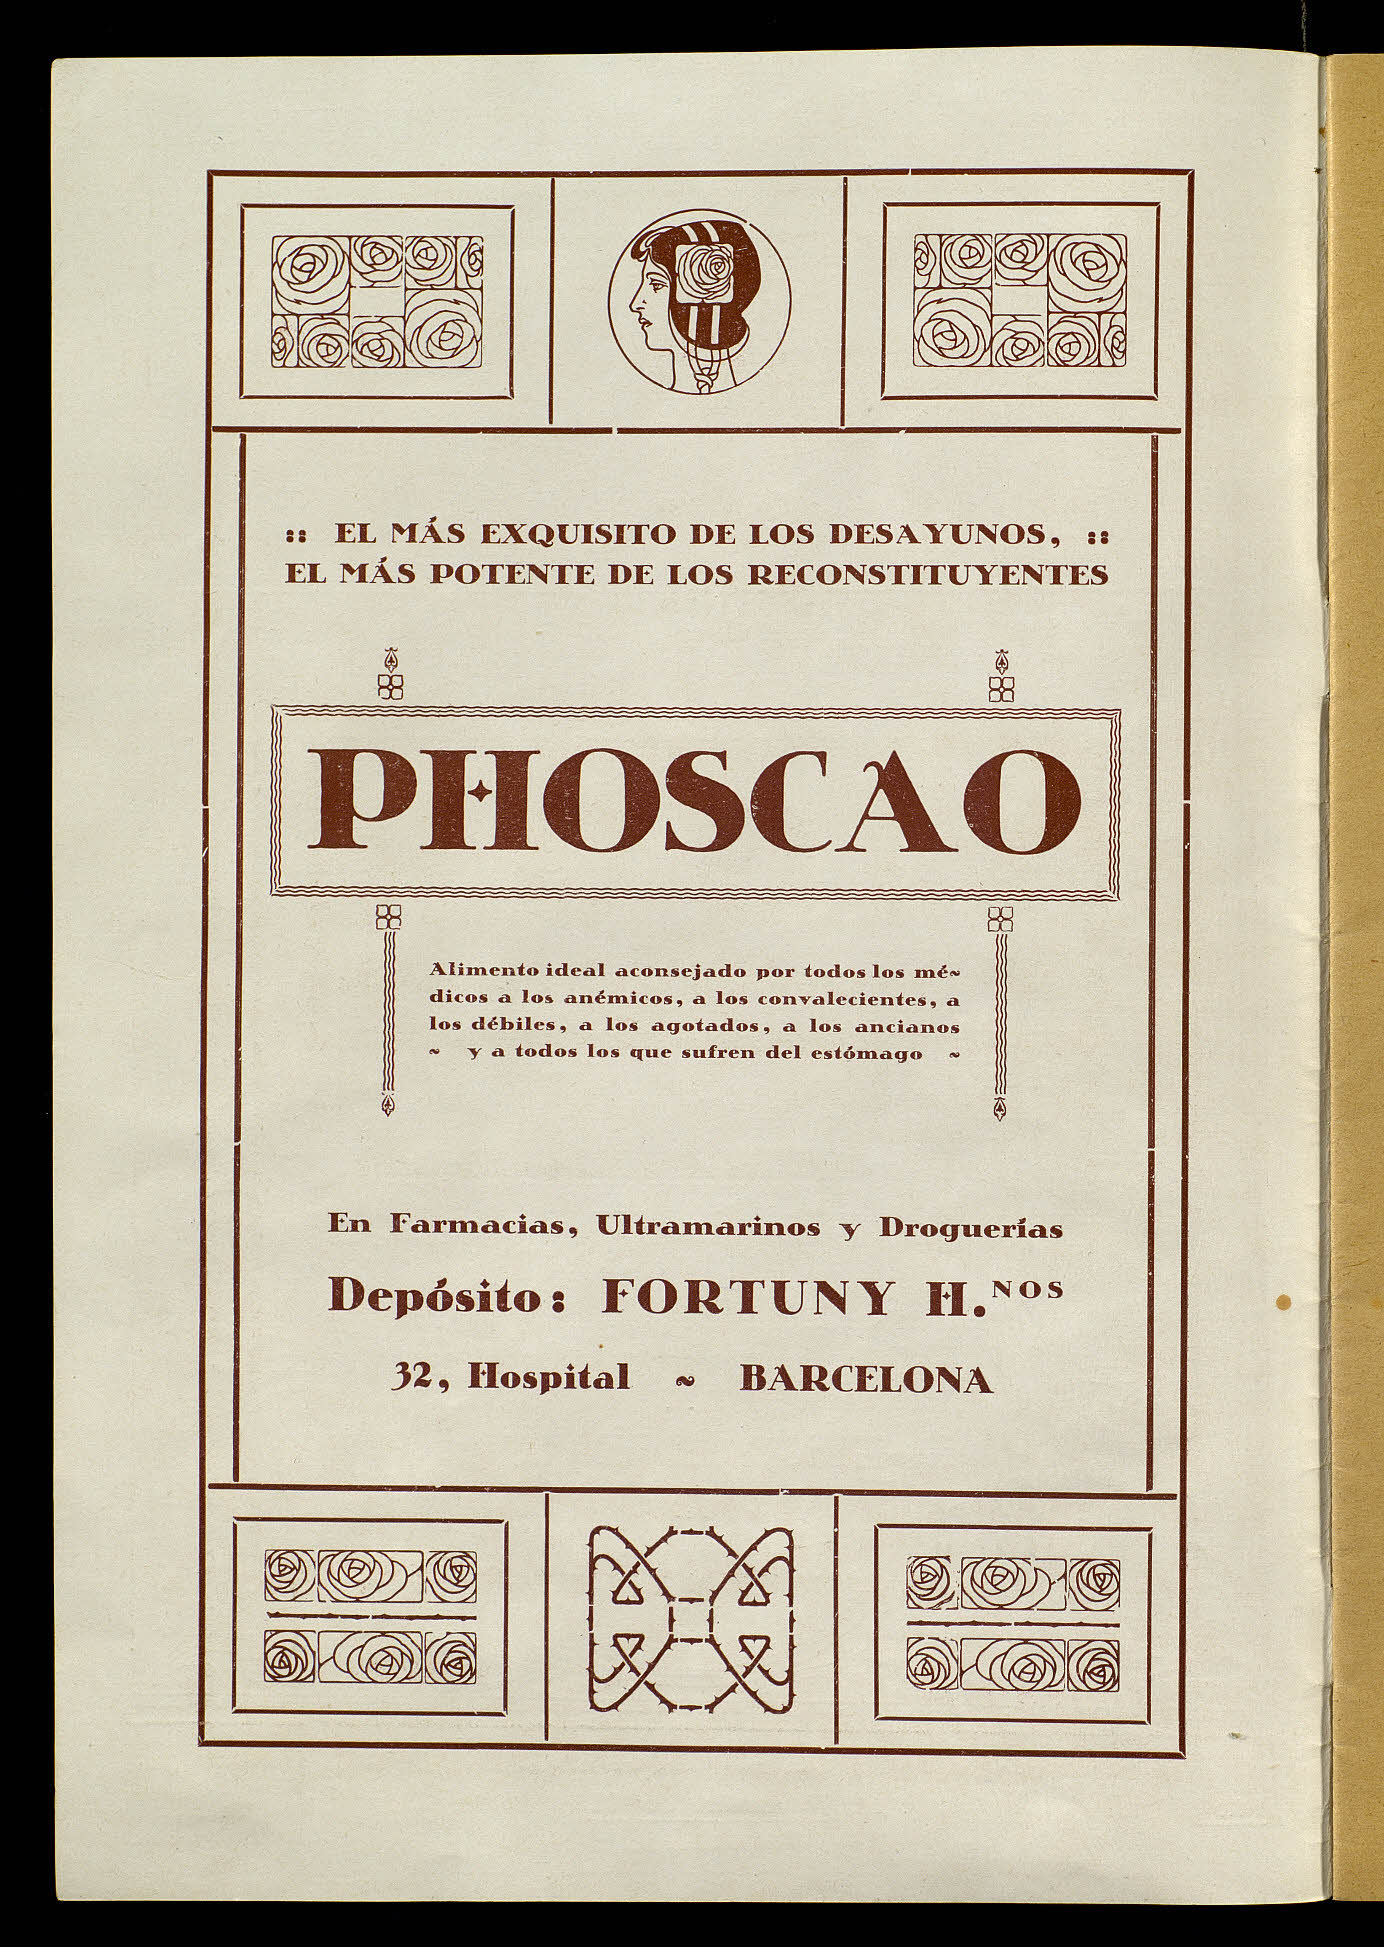 :: EL MÁS EXQUISITO DE LOS DESAYUNOS, ::
EL MÁS POTENTE DE LOS RECONSTITUYENTES
PHOSCAO
Alimento ideal aconsejado por todos los mé~
dicos a los anémicos, a los convalecientes, a
los débiles, a los agotados, a los ancianos
~ y a todos los que sufren del estómago ~
En Farmacias, Ultramarinos y Droguerías
Depósito: FORTUNY H.NOS
32, Hospital ~ BARCELONA